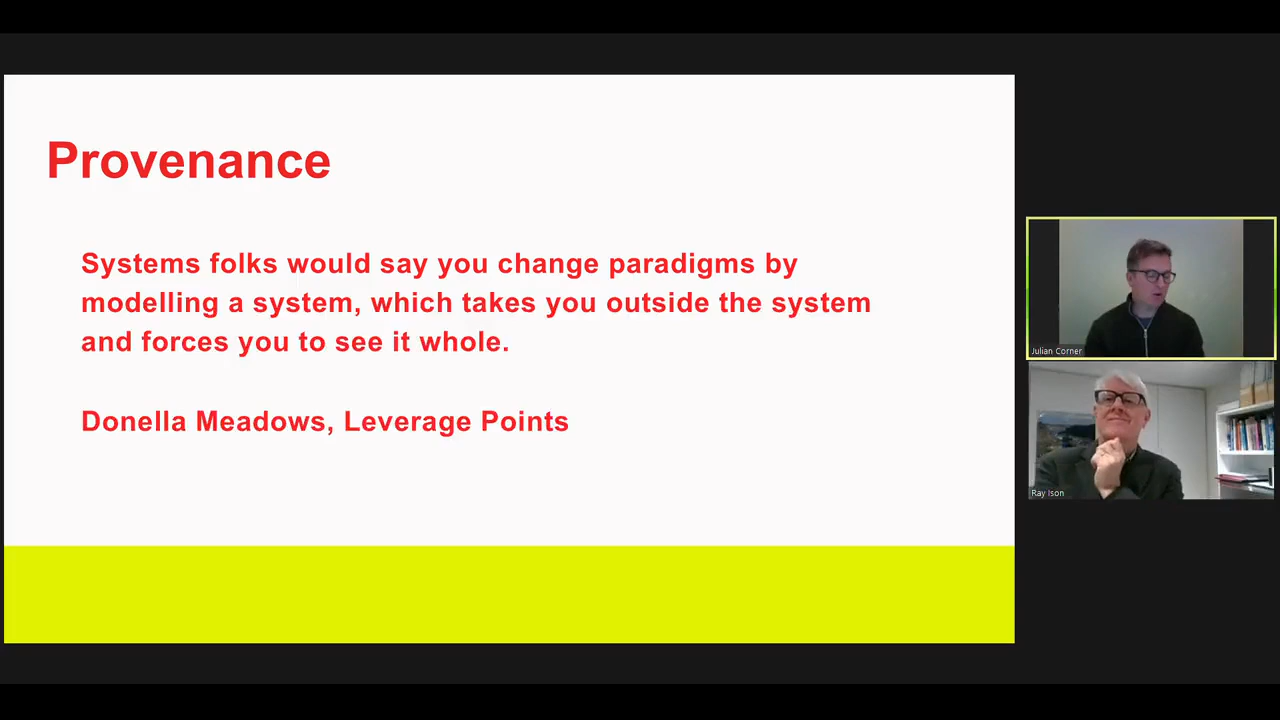 Provenance
Systems folks would say you change paradigms by
modelling a system, which takes you outside the system
and forces you to see it whole.
Donella Meadows, Leverage Points
Julian Corner
Ray Ison